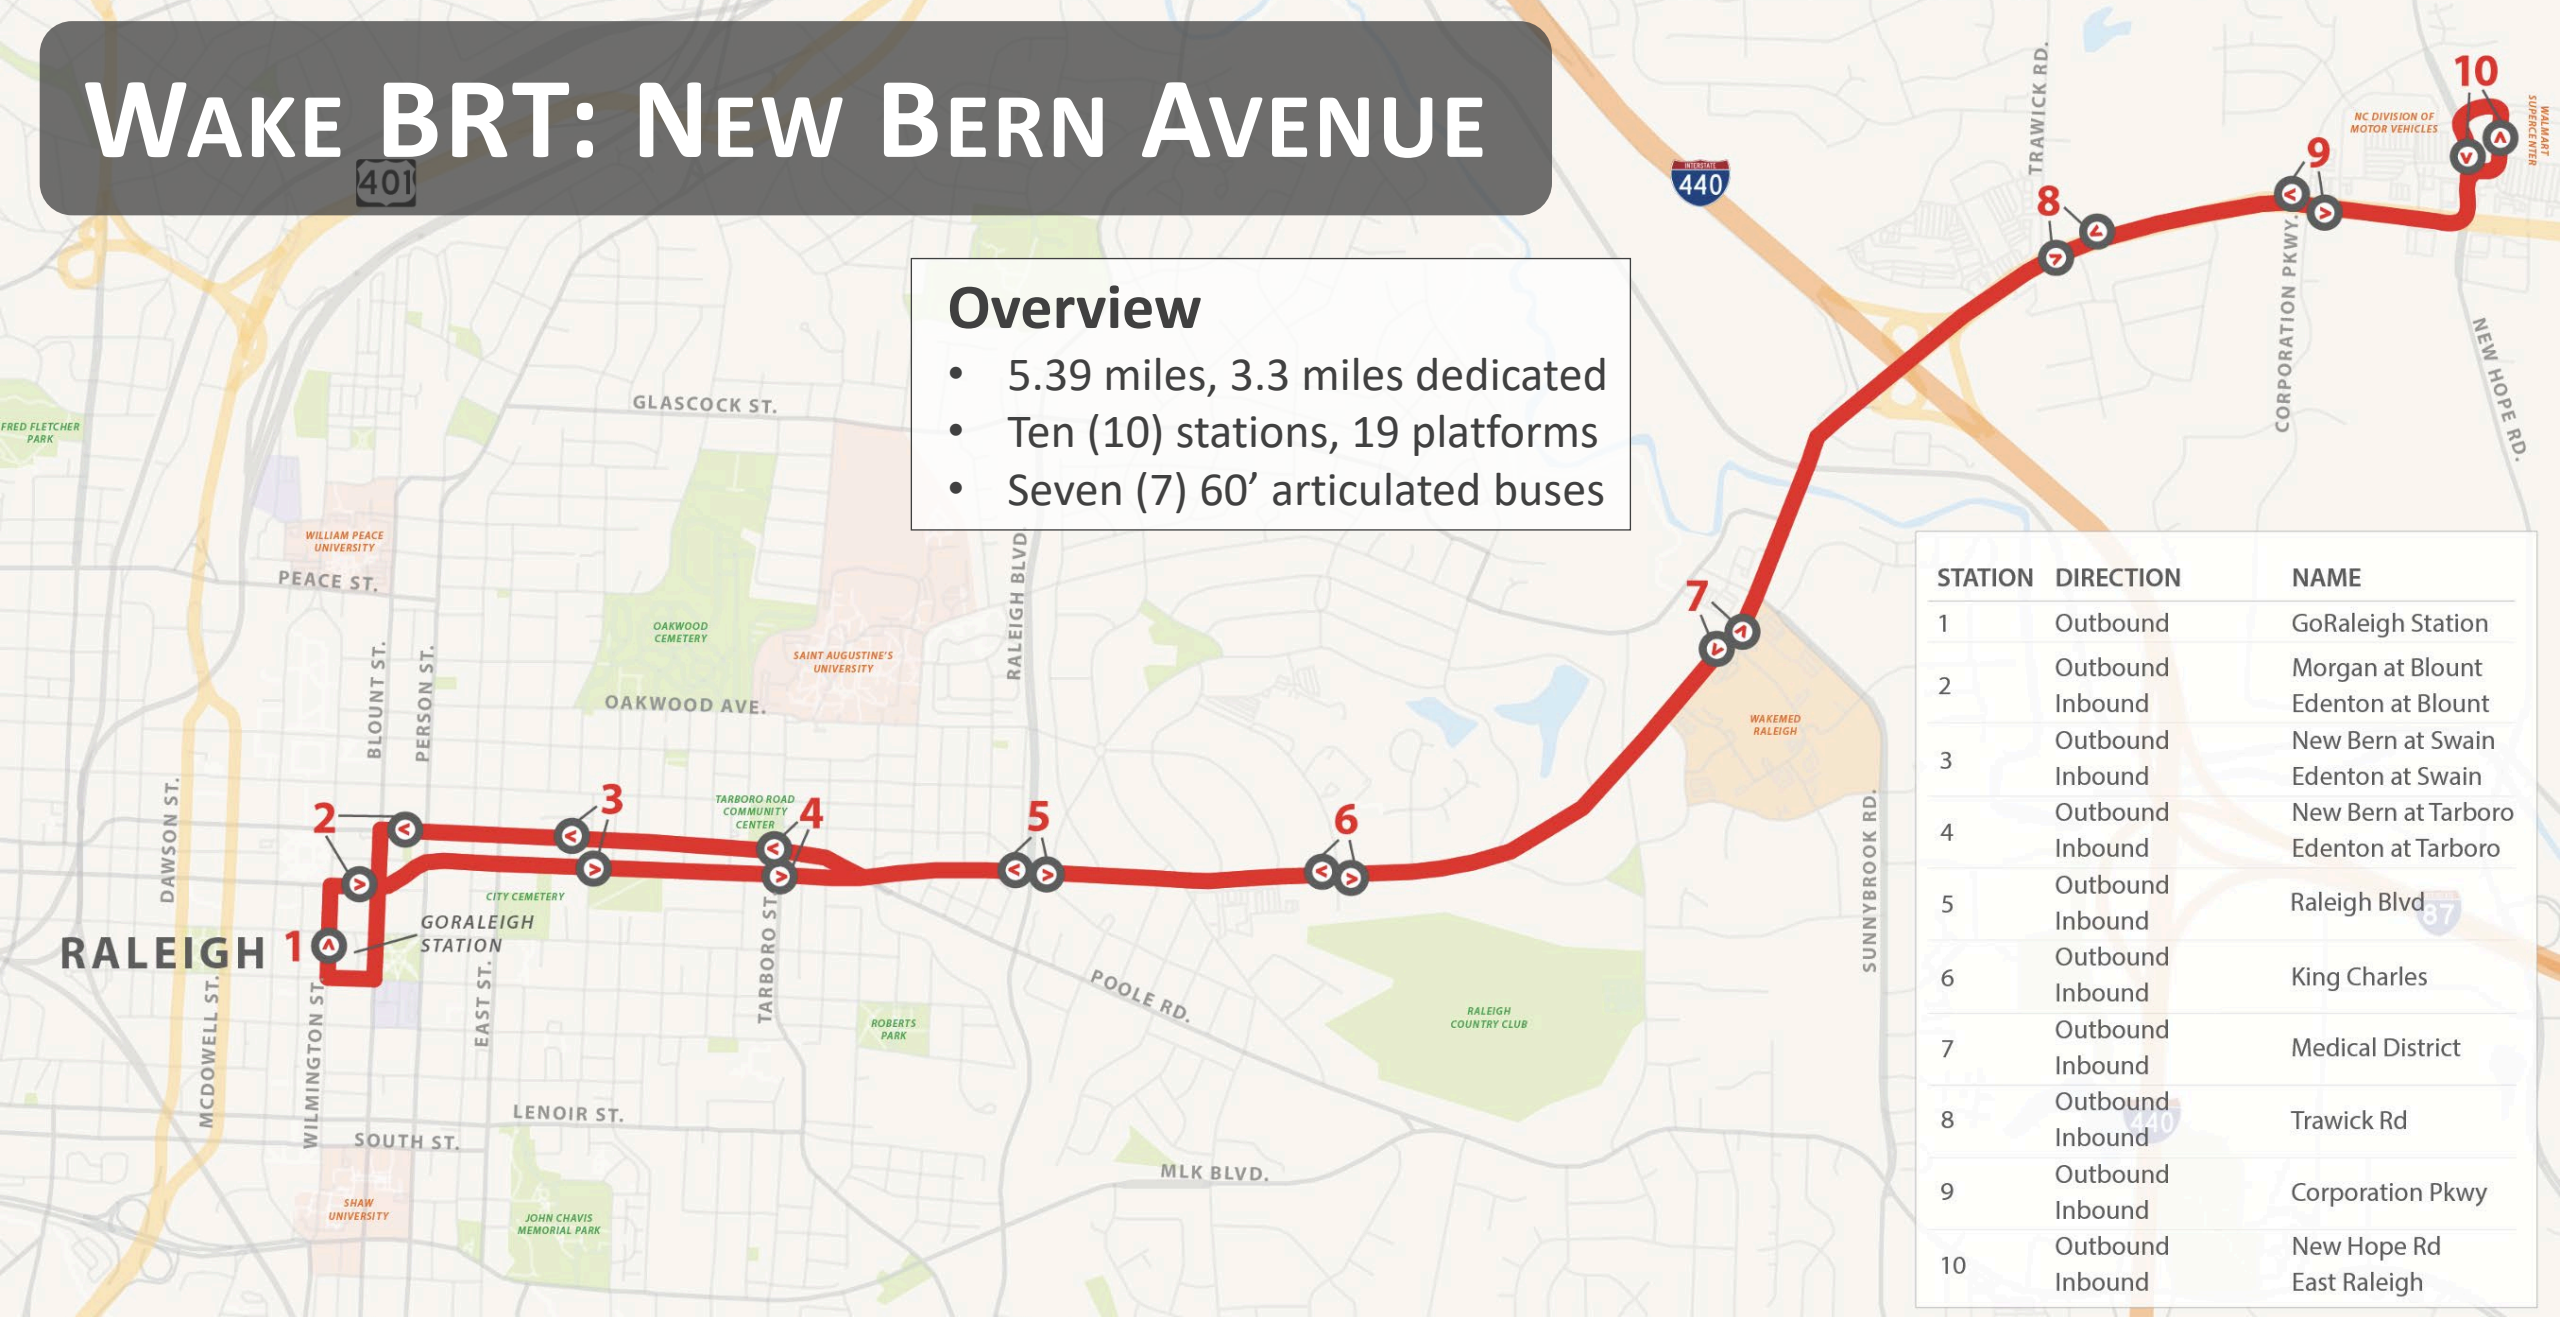 WAKE BRT: NEW BERN AVENUE
401
Overview
• 5.39 miles, 3.3 miles dedicated
• Ten (10) stations, 19 platforms
• Seven (7) 60’ articulated buses
INTERSTATE
440
TRAWICK RD.
10
NC DIVISION OF
MOTOR VEHICLES
WALMART
SUPERCENTER
9
8
CORPORATION PKWY.
NEW HOPE RD.
GLASCOCK ST.
FRED FLETCHER
PARK
WILLIAM PEACE
UNIVERSITY
PEACE ST.
BLOUNT ST.
PERSON ST.
OAKWOOD
CEMETERY
SAINT AUGUSTINE'S
UNIVERSITY
OAKWOOD AVE.
RALEIGH BLVD.
7
WAKEMED
RALEIGH
SUNNYBROOK RD.
DAWSON ST.
2
3
TARBORO ROAD
COMMUNITY
CENTER
4
5
6
CITY CEMETERY
GORALEIGH
STATION
RALEIGH
1
MCDOWELL ST.
WILMINGTON ST.
EAST ST.
TARBORO ST.
POOLE RD.
ROBERTS
PARK
RALEIGH
COUNTRY CLUB
LENOIR ST.
SOUTH ST.
MLK BLVD.
SHAW
UNIVERSITY
JOHN CHAVIS
MEMORIAL PARK
STATION DIRECTION NAME
1 Outbound GoRaleigh Station
2 Outbound Morgan at Blount
Inbound Edenton at Blount
3 Outbound New Bern at Swain
Inbound Edenton at Swain
4 Outbound New Bern at Tarboro
Inbound Edenton at Tarboro
5 Outbound Raleigh Blvd
Inbound
87
6 Outbound King Charles
Inbound
7 Outbound Medical District
Inbound
8 Outbound Trawick Rd
Inbound
440
9 Outbound Corporation Pkwy
Inbound
10 Outbound New Hope Rd
Inbound East Raleigh